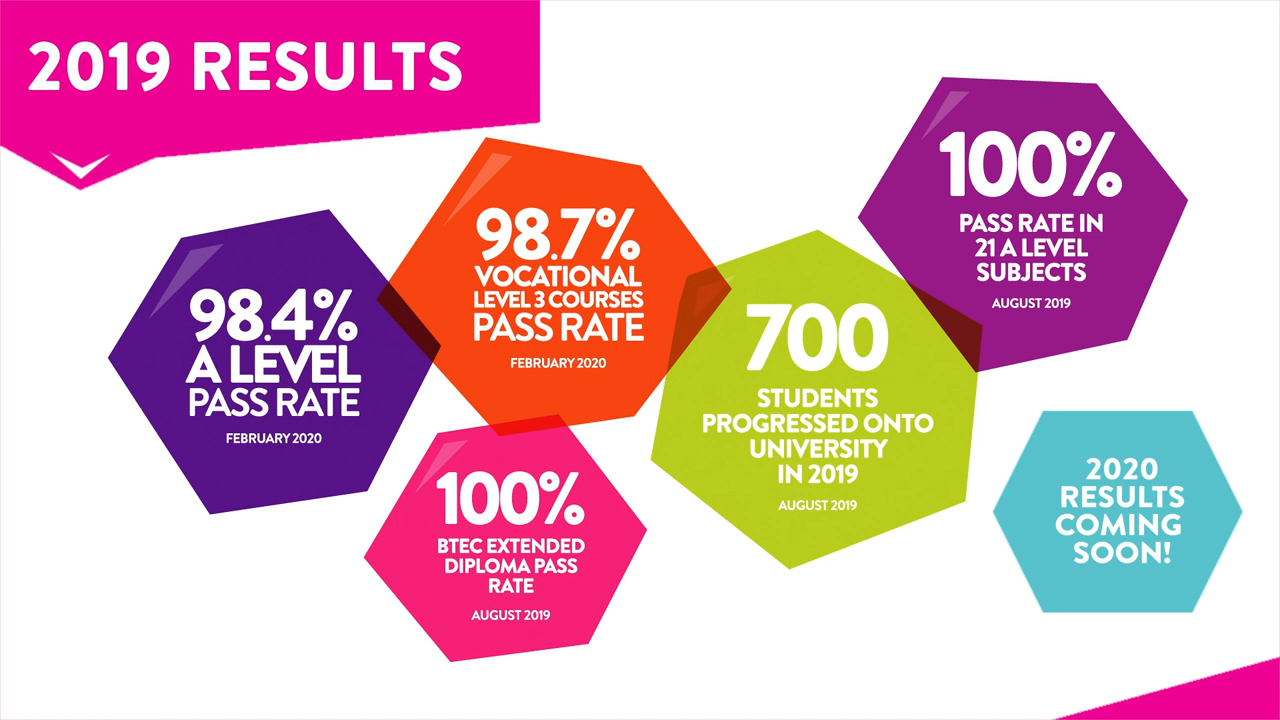 2019 RESULTS
98.4%
A LEVEL
PASS RATE
FEBRUARY 2020
98.7%
VOCATIONAL
LEVEL 3 COURSES
PASS RATE
FEBRUARY 2020
100%
BTEC EXTENDED
DIPLOMA PASS
RATE
AUGUST 2019
700
STUDENTS
PROGRESSED ONTO
UNIVERSITY
IN 2019
AUGUST 2019
100%
PASS RATE IN
21 A LEVEL
SUBJECTS
AUGUST 2019
2020
RESULTS
COMING
SOON!